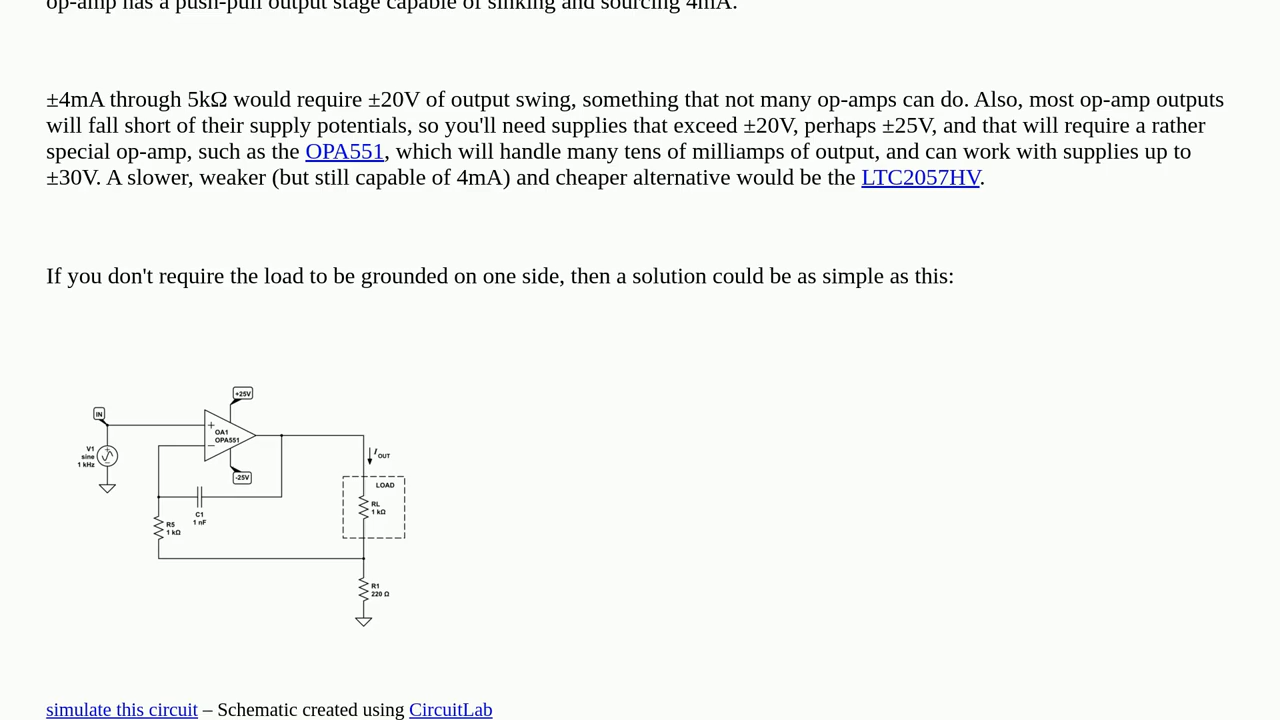 op-amp has a push-pull output stage capable of sinking and sourcing 4mA.
±4mA through 5kΩ would require ±20V of output swing, something that not many op-amps can do. Also, most op-amp outputs
will fall short of their supply potentials, so you'll need supplies that exceed ±20V, perhaps ±25V, and that will require a rather
special op-amp, such as the OPA551, which will handle many tens of milliamps of output, and can work with supplies up to
±30V. A slower, weaker (but still capable of 4mA) and cheaper alternative would be the LTC2057HV.
If you don't require the load to be grounded on one side, then a solution could be as simple as this:
+25V
IN
OA1
OPA551
V1
sine
1 kHz
I OUT
-25V
LOAD
RL
1 kΩ
C1
1 nF
R5
1 kΩ
R1
220 Ω
simulate this circuit – Schematic created using CircuitLab